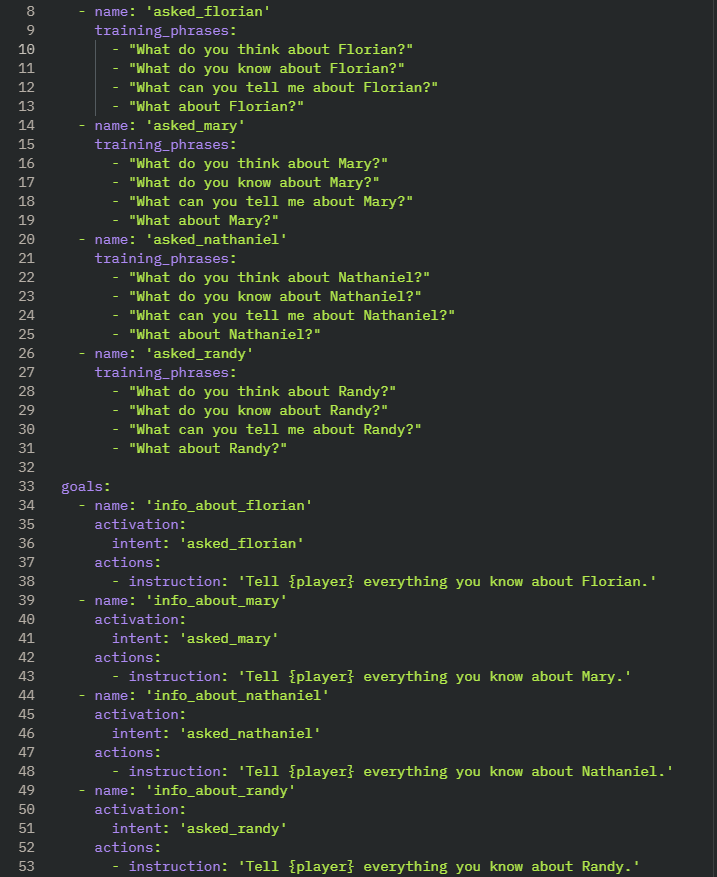 8 - name: 'asked_florian'
9 training_phrases:
10 - "What do you think about Florian?"
11 - "What do you know about Florian?"
12 - "What can you tell me about Florian?"
13 - "What about Florian?"
14 - name: 'asked_mary'
15 training_phrases:
16 - "What do you think about Mary?"
17 - "What do you know about Mary?"
18 - "What can you tell me about Mary?"
19 - "What about Mary?"
20 - name: 'asked_nathaniel'
21 training_phrases:
22 - "What do you think about Nathaniel?"
23 - "What do you know about Nathaniel?"
24 - "What can you tell me about Nathaniel?"
25 - "What about Nathaniel?"
26 - name: 'asked_randy'
27 training_phrases:
28 - "What do you think about Randy?"
29 - "What do you know about Randy?"
30 - "What can you tell me about Randy?"
31 - "What about Randy?"
32
33 goals:
34 - name: 'info_about_florian'
35 activation:
36 intent: 'asked_florian'
37 actions:
38 - instruction: 'Tell {player} everything you know about Florian.'
39 - name: 'info_about_mary'
40 activation:
41 intent: 'asked_mary'
42 actions:
43 - instruction: 'Tell {player} everything you know about Mary.'
44 - name: 'info_about_nathaniel'
45 activation:
46 intent: 'asked_nathaniel'
47 actions:
48 - instruction: 'Tell {player} everything you know about Nathaniel.'
49 - name: 'info_about_randy'
50 activation:
51 intent: 'asked_randy'
52 actions:
53 - instruction: 'Tell {player} everything you know about Randy.'